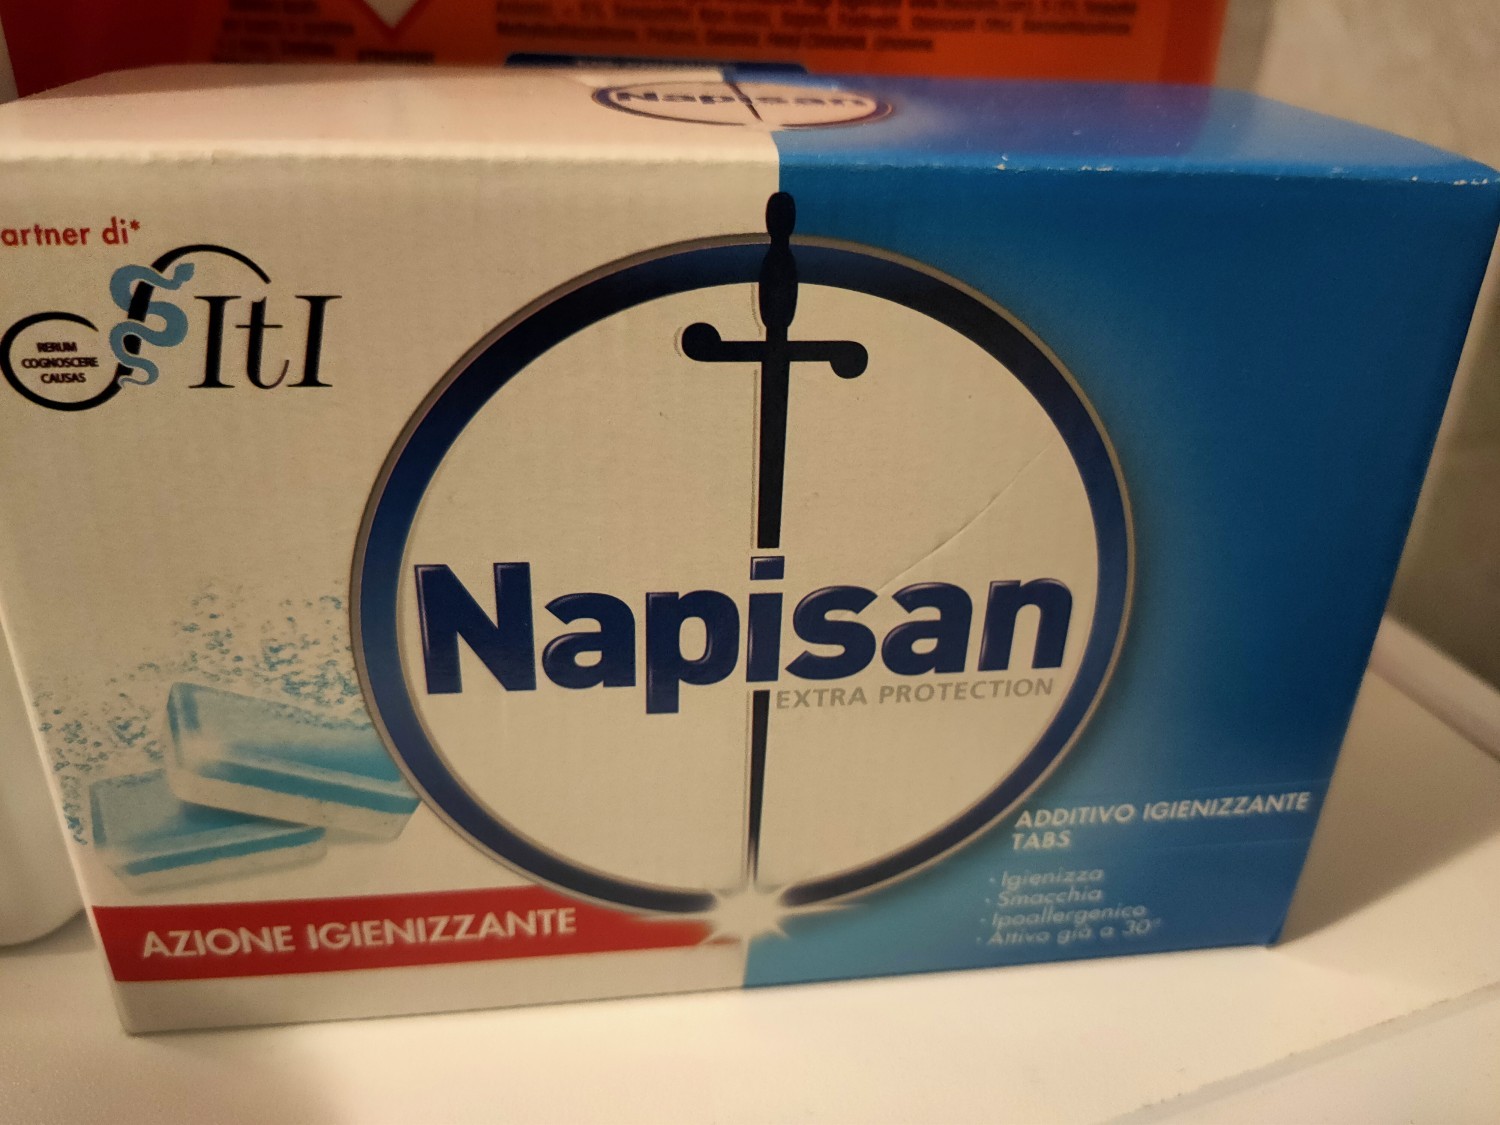 Napisan
artner di*
ItI
RERUM
COGNOSCERE
CAUSAS
Napisan
EXTRA PROTECTION
ADDITIVO IGIENIZZANTE
TABS
· Igienizza
· Smacchia
· Ipoallergenico
· Attivo già a 30°
AZIONE IGIENIZZANTE